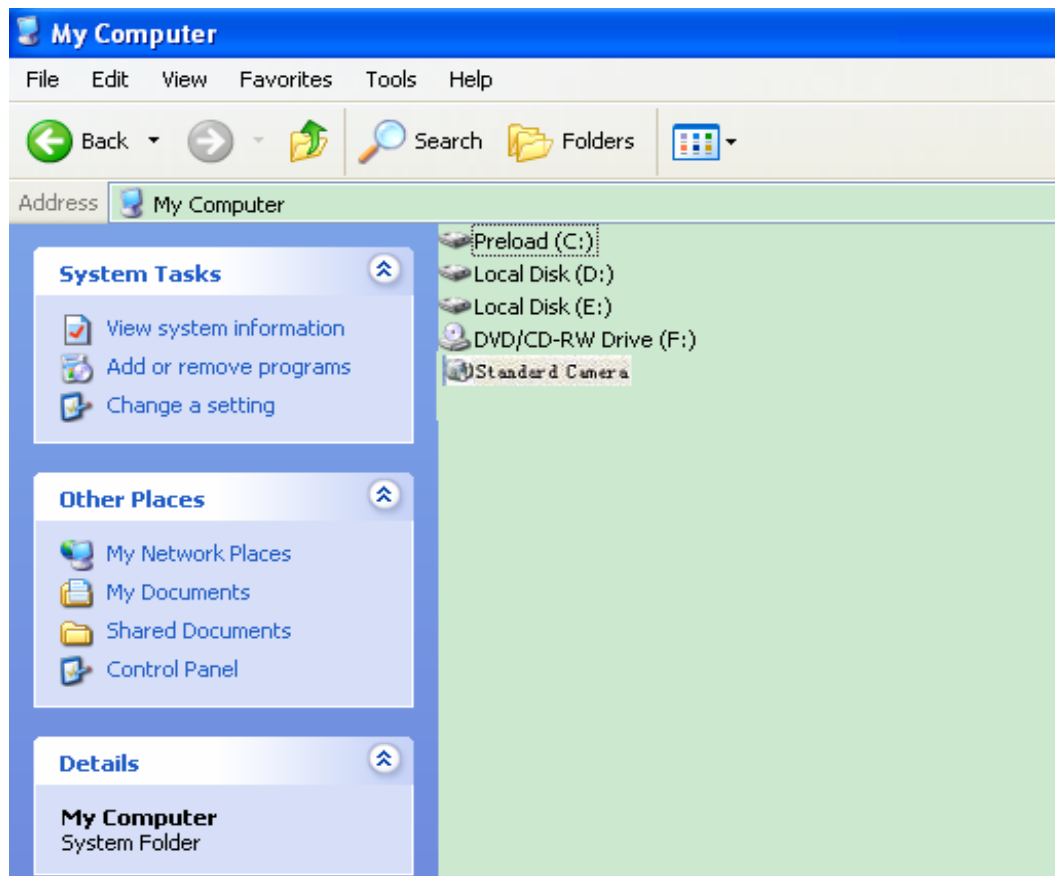 My Computer
File Edit View Favorites Tools Help
Back Search Folders
Address My Computer
System Tasks
View system information
Add or remove programs
Change a setting
Other Places
My Network Places
My Documents
Shared Documents
Control Panel
Details
My Computer
System Folder
Preload (C:)
Local Disk (D:)
Local Disk (E:)
DVD/CD-RW Drive (F:)
Standard Camera